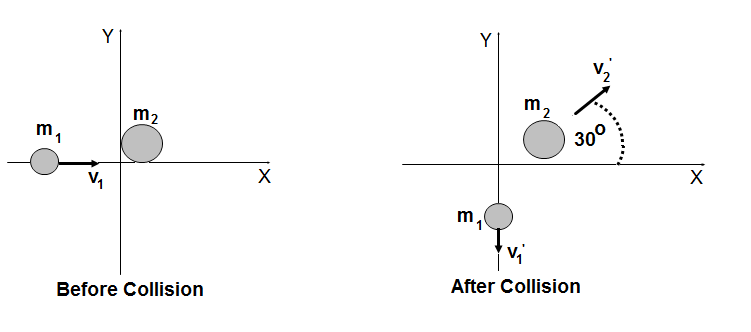 Y
m2
m1
v1
X
Before Collision
Y
v2'
m2
30o
X
m1
v1'
After Collision